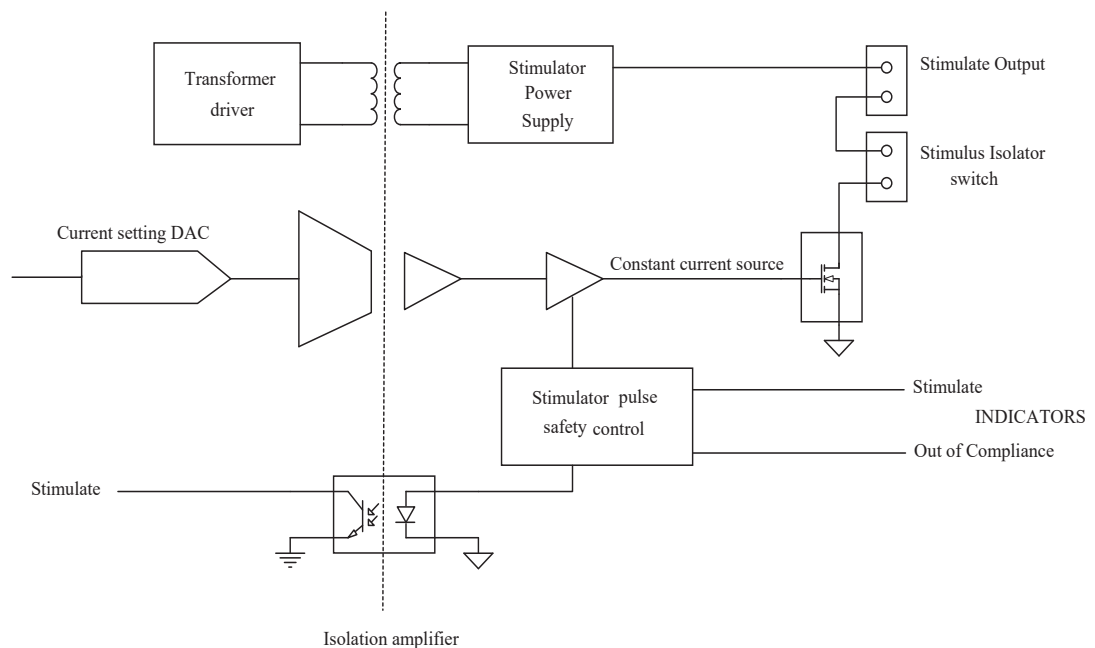 Transformer
driver
Stimulator
Power
Supply
Stimulate Output
Stimulus Isolator
switch
Current setting DAC
Constant current source
Stimulator pulse
safety control
Stimulate
INDICATORS
Out of Compliance
Stimulate
Isolation amplifier